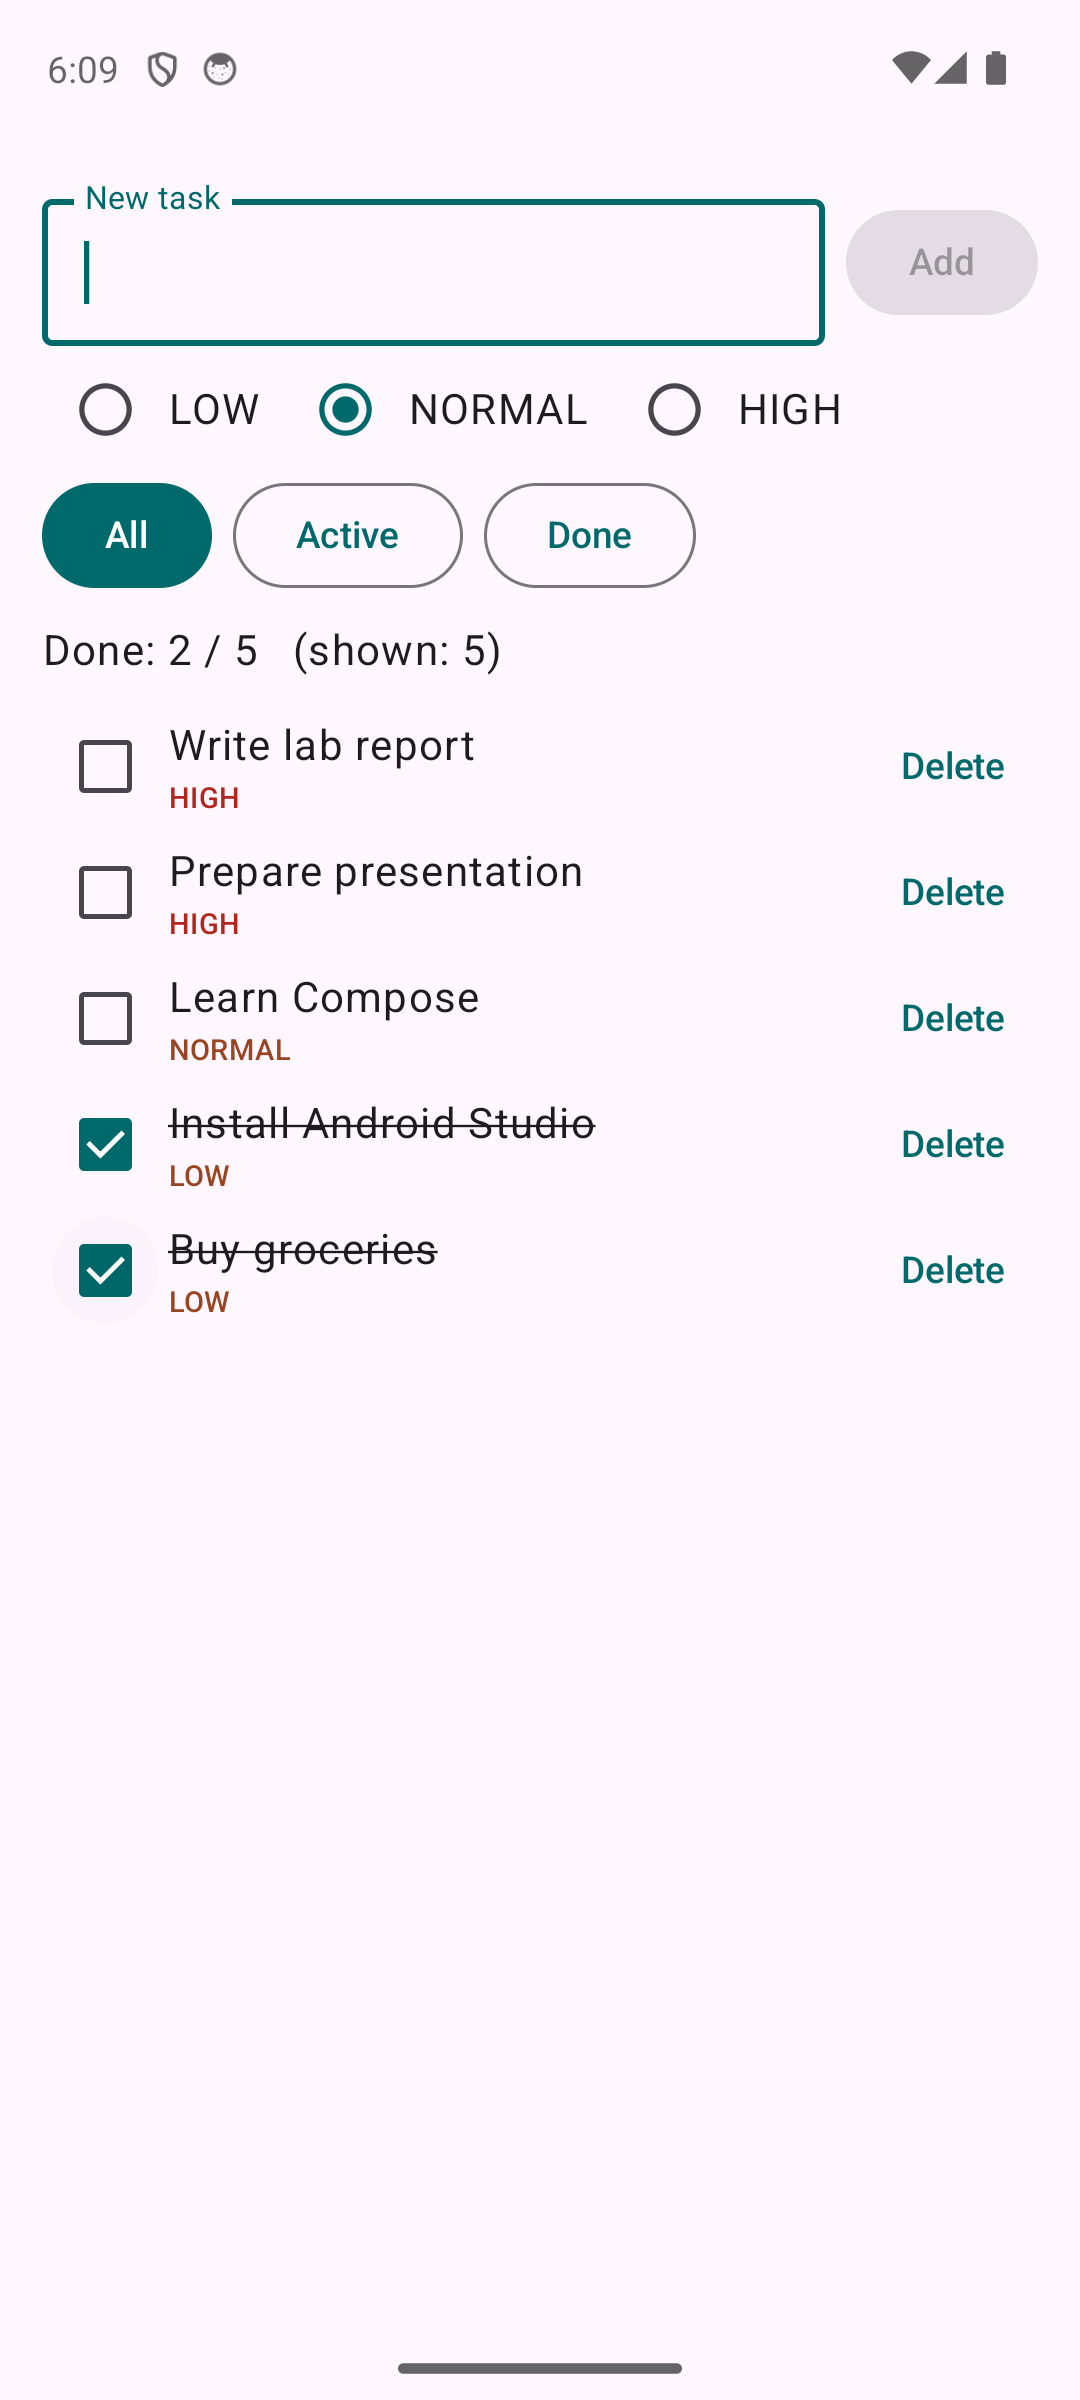 6:09
New task
Add
LOW NORMAL HIGH
All Active Done
Done: 2 / 5 (shown: 5)
Write lab report
HIGH
Delete
Prepare presentation
HIGH
Delete
Learn Compose
NORMAL
Delete
Install Android Studio
LOW
Delete
Buy groceries
LOW
Delete